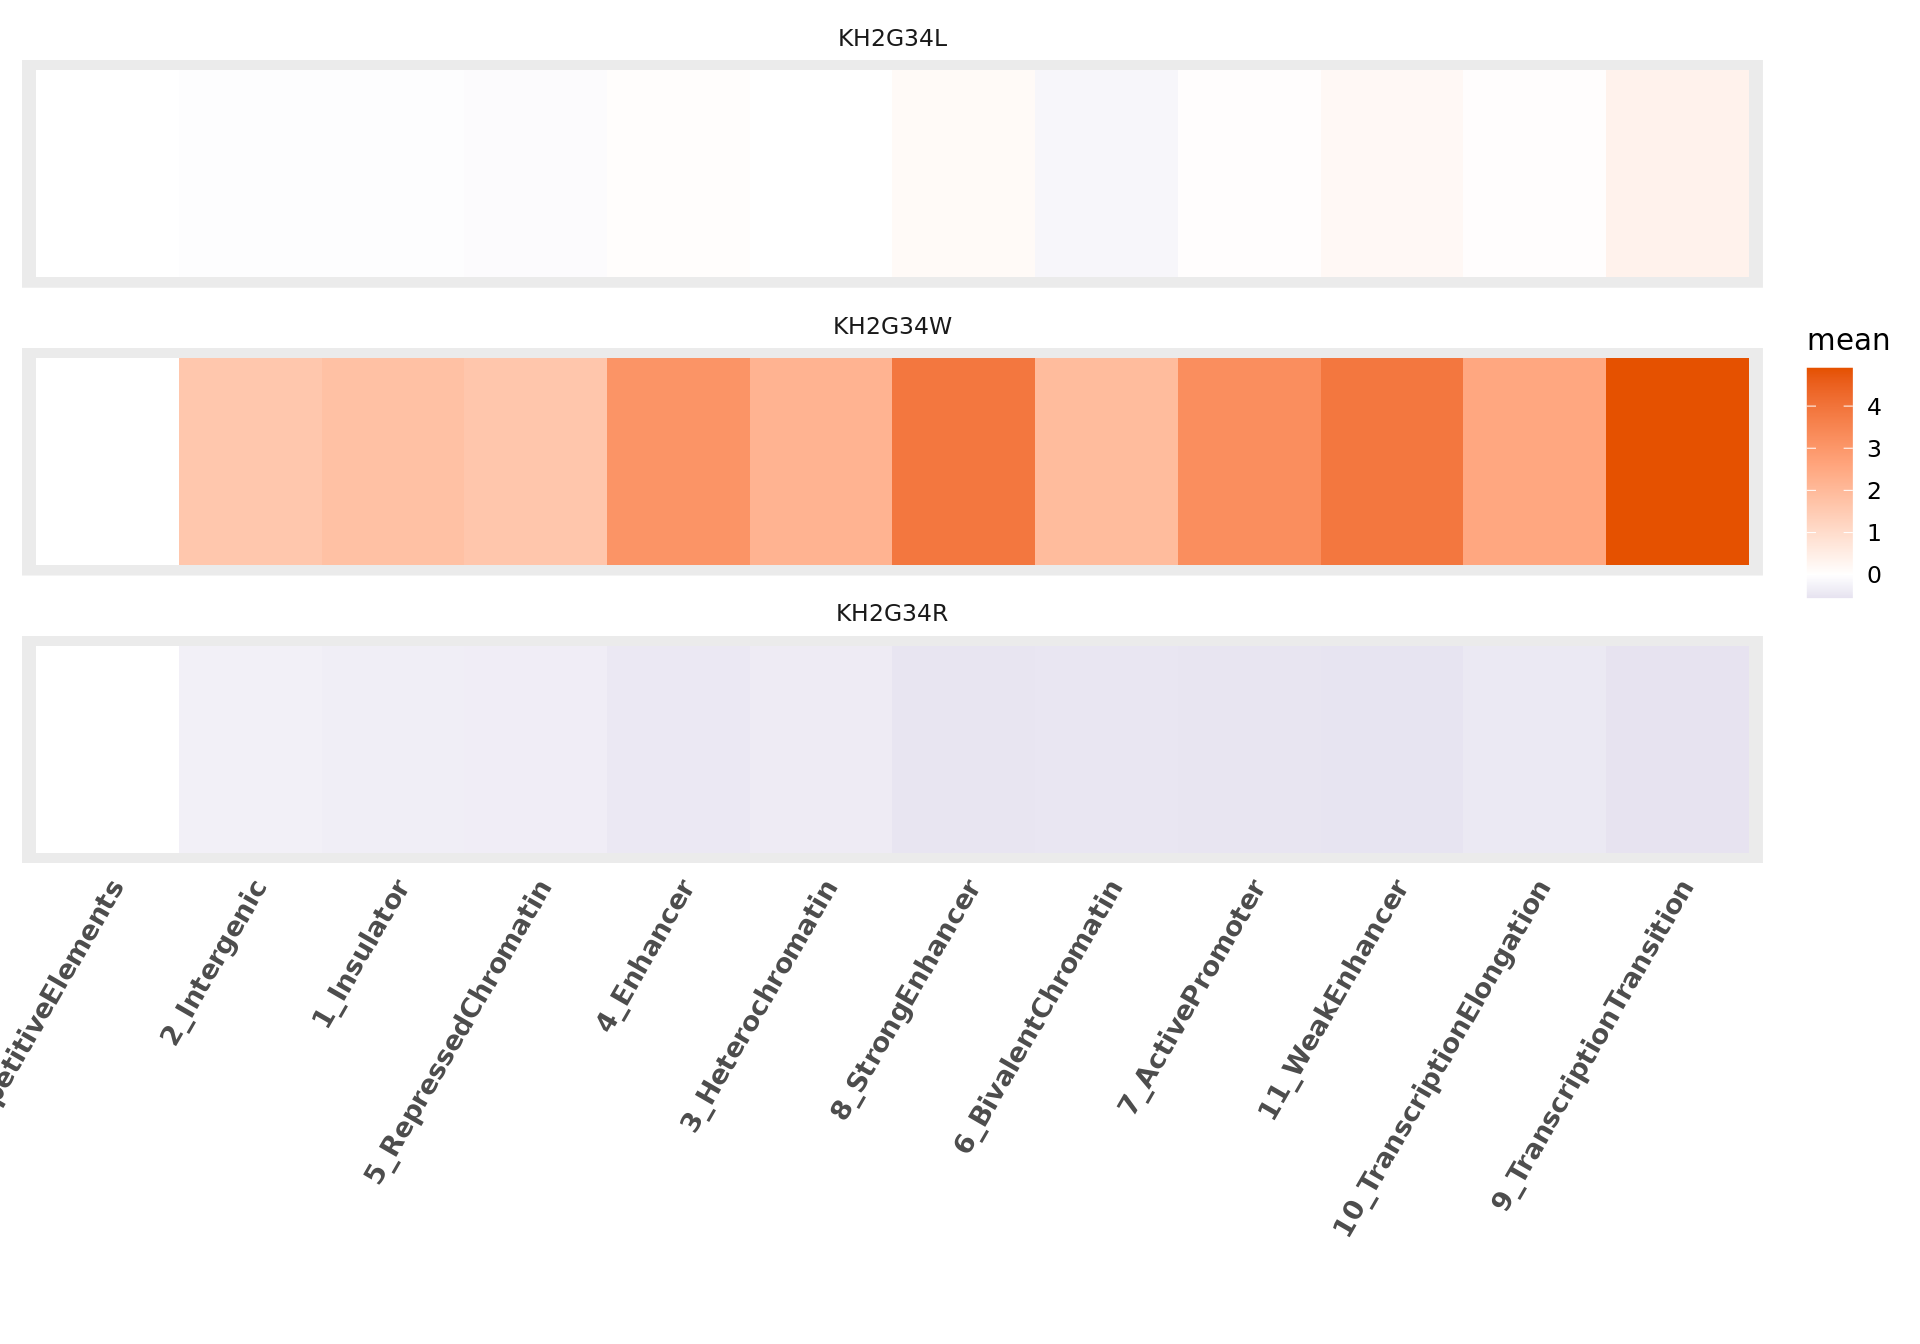 KH2G34L
KH2G34W
mean
4
3
2
1
0
KH2G34R
petitiveElements
2_Intergenic
1_Insulator
5_RepressedChromatin
4_Enhancer
3_Heterochromatin
8_StrongEnhancer
6_BivalentChromatin
7_ActivePromoter
11_WeakEnhancer
10_TranscriptionElongation
9_TranscriptionTransition